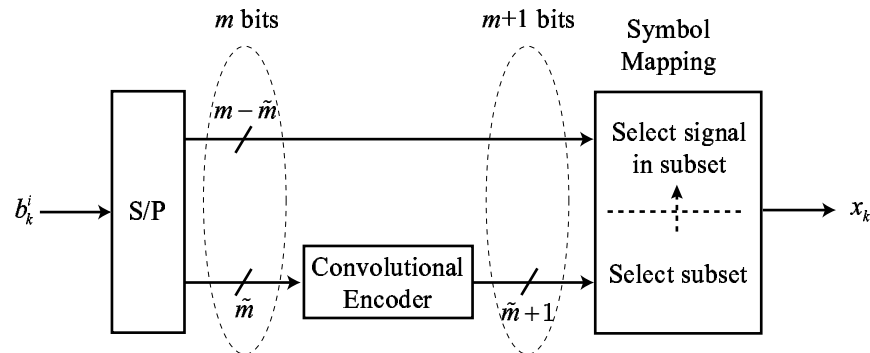 m bits
m+1 bits
Symbol
Mapping
m − m̃
Select signal
in subset
b_k^i
S/P
x_k
Convolutional
Encoder
Select subset
m̃
m̃+1